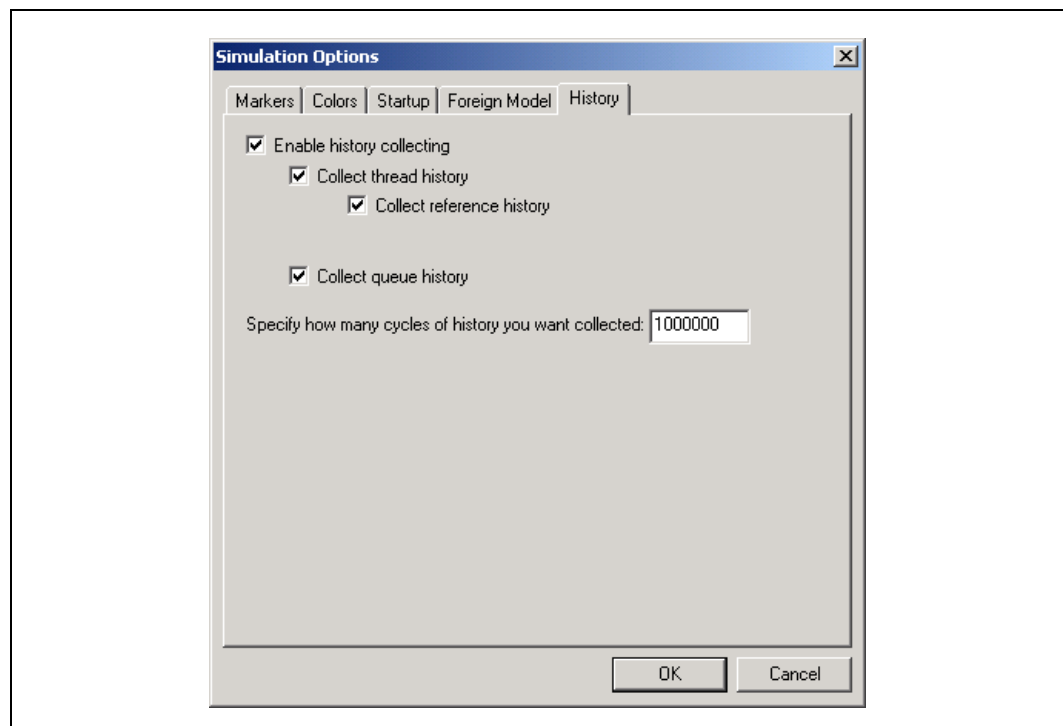 Simulation Options
Markers Colors Startup Foreign Model History
Enable history collecting
Collect thread history
Collect reference history
Collect queue history
Specify how many cycles of history you want collected: 1000000
OK Cancel